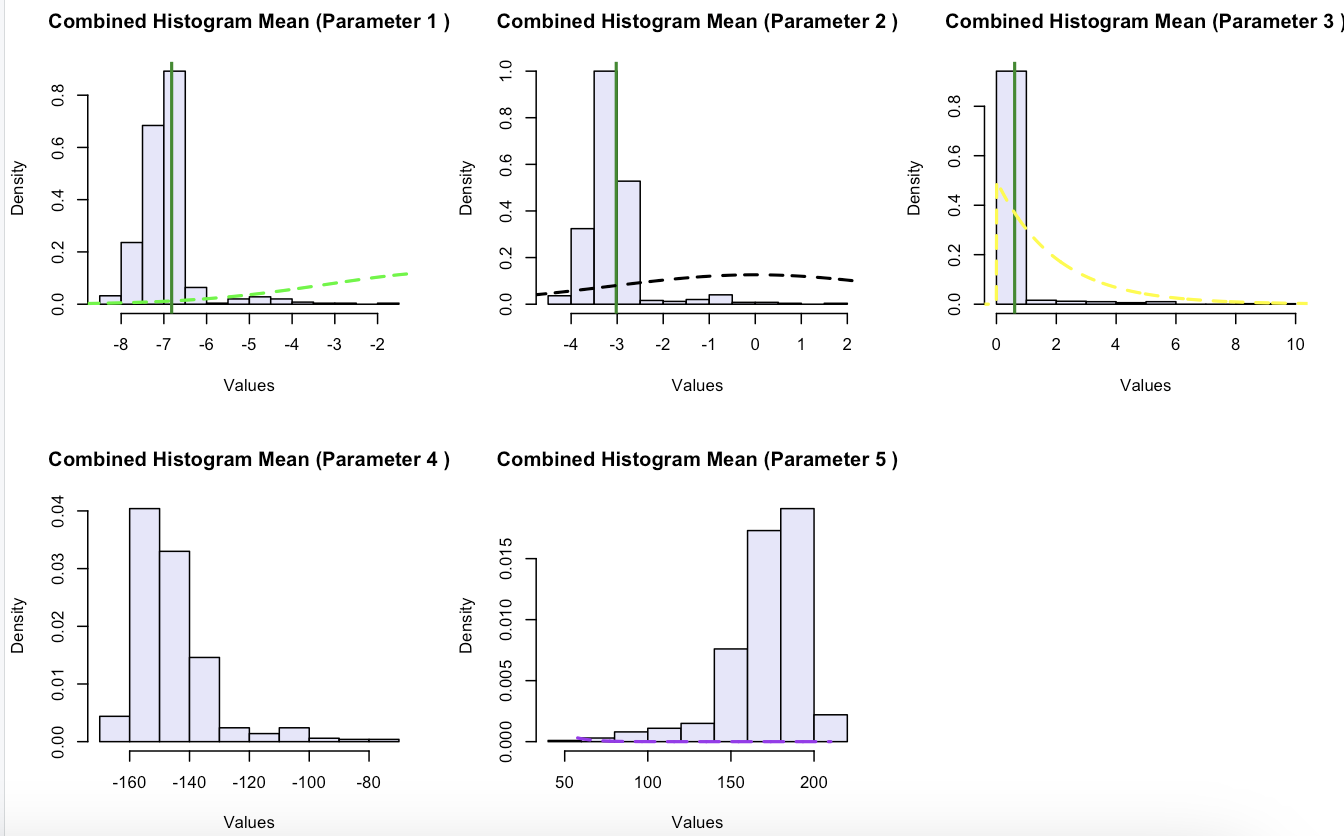 Combined Histogram Mean (Parameter 1 )
Density
0.0 0.2 0.4 0.6 0.8
-8 -7 -6 -5 -4 -3 -2
Values
Combined Histogram Mean (Parameter 2 )
Density
0.0 0.2 0.4 0.6 0.8 1.0
-4 -3 -2 -1 0 1 2
Values
Combined Histogram Mean (Parameter 3 )
Density
0.0 0.2 0.4 0.6 0.8
0 2 4 6 8 10
Values
Combined Histogram Mean (Parameter 4 )
Density
0.00 0.01 0.02 0.03 0.04
-160 -140 -120 -100 -80
Values
Combined Histogram Mean (Parameter 5 )
Density
0.000 0.005 0.010 0.015
50 100 150 200
Values